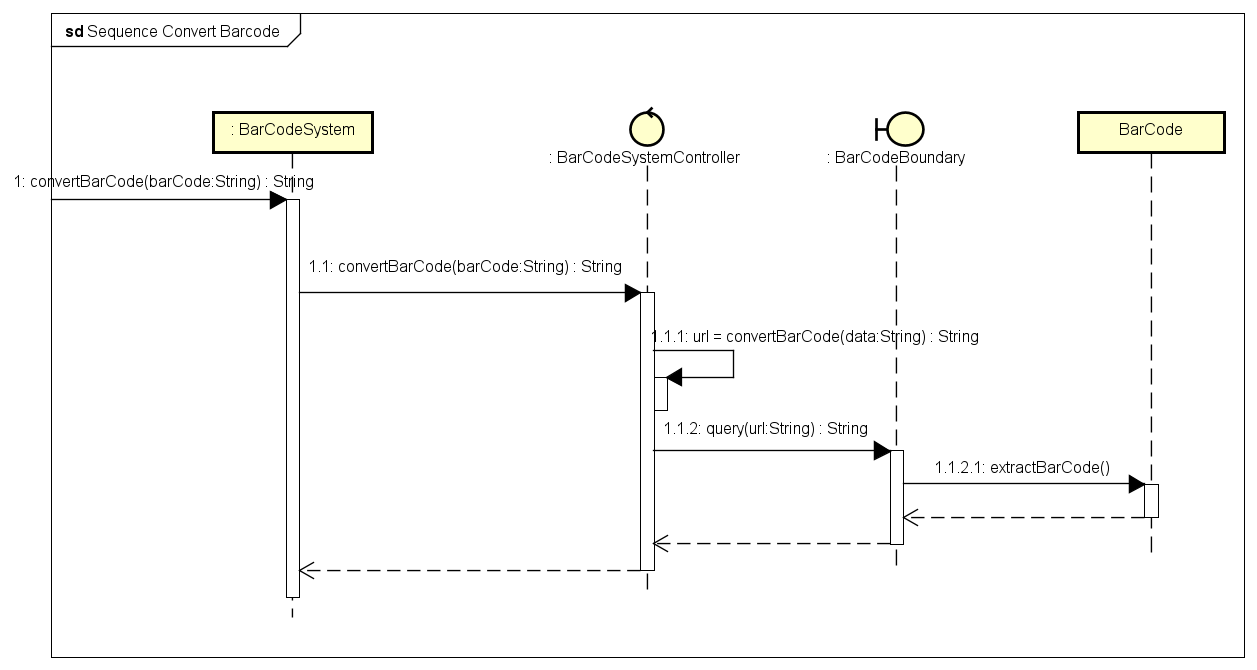 sd Sequence Convert Barcode
: BarCodeSystem
: BarCodeSystemController
: BarCodeBoundary
BarCode
1: convertBarCode(barCode:String) : String
1.1: convertBarCode(barCode:String) : String
1.1.1: url = convertBarCode(data:String) : String
1.1.2: query(url:String) : String
1.1.2.1: extractBarCode()